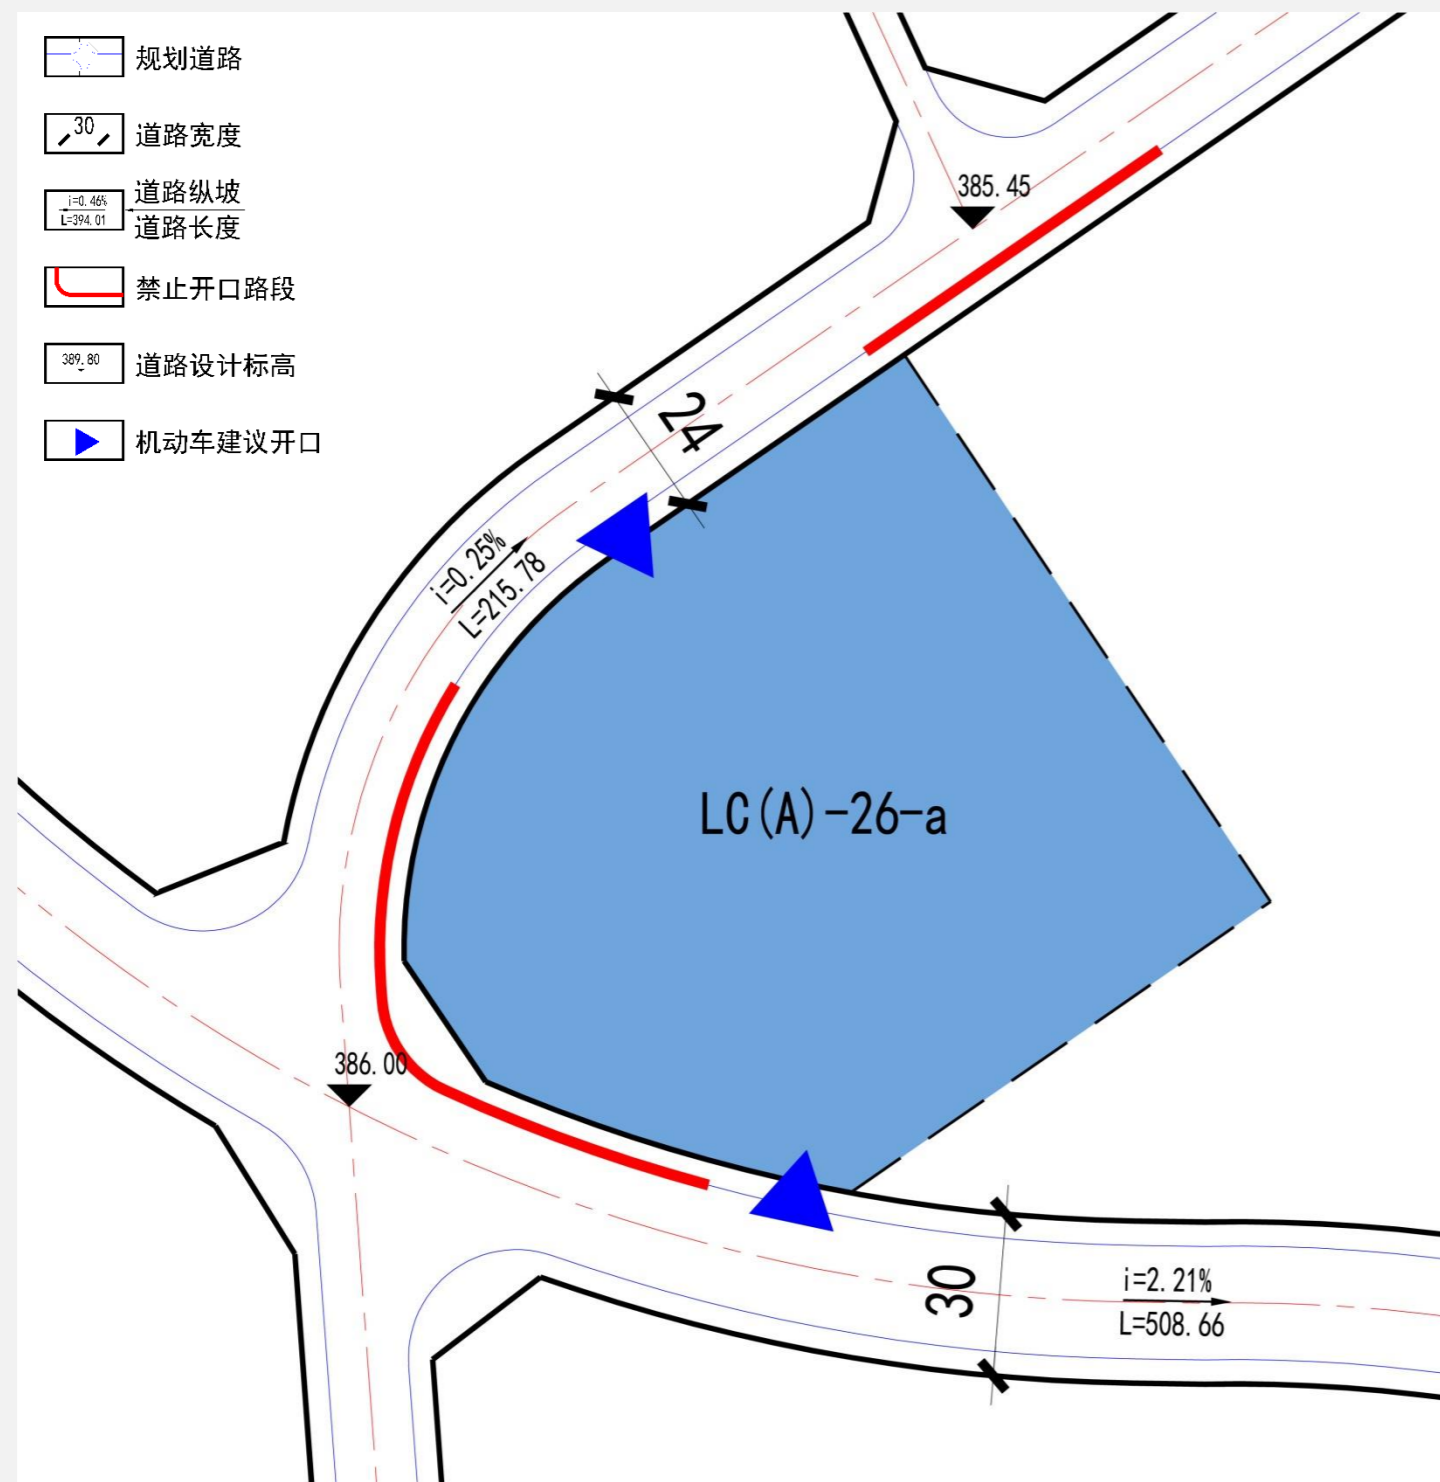 规划道路
30
道路宽度
i=0.46%
L=394.01
道路纵坡
道路长度
禁止开口路段
389.80
道路设计标高
机动车建议开口
385.45
24
i=0.25%
L=215.78
LC(A)-26-a
386.00
30
i=2.21%
L=508.66